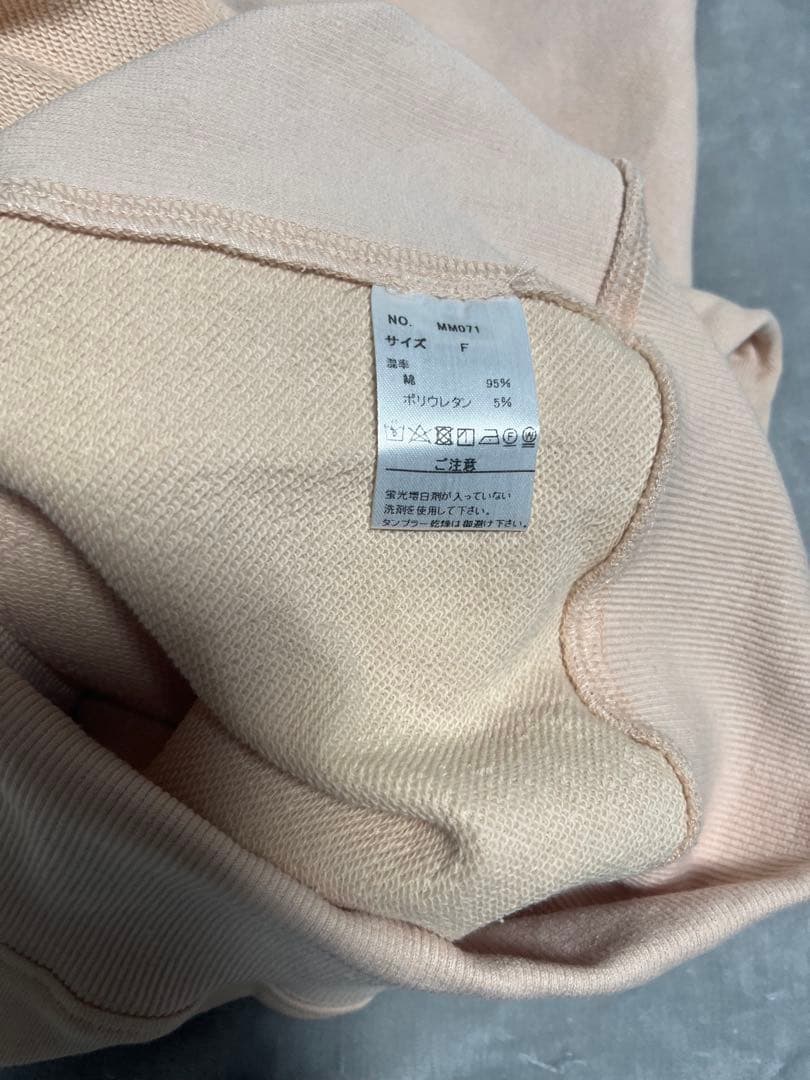 NO. MM071
サイズ F
混率
綿 95%
ポリウレタン 5%
F W
ご注意
蛍光増白剤が入っていない
洗剤を使用して下さい。
タンブラー乾燥は御避け下さい。